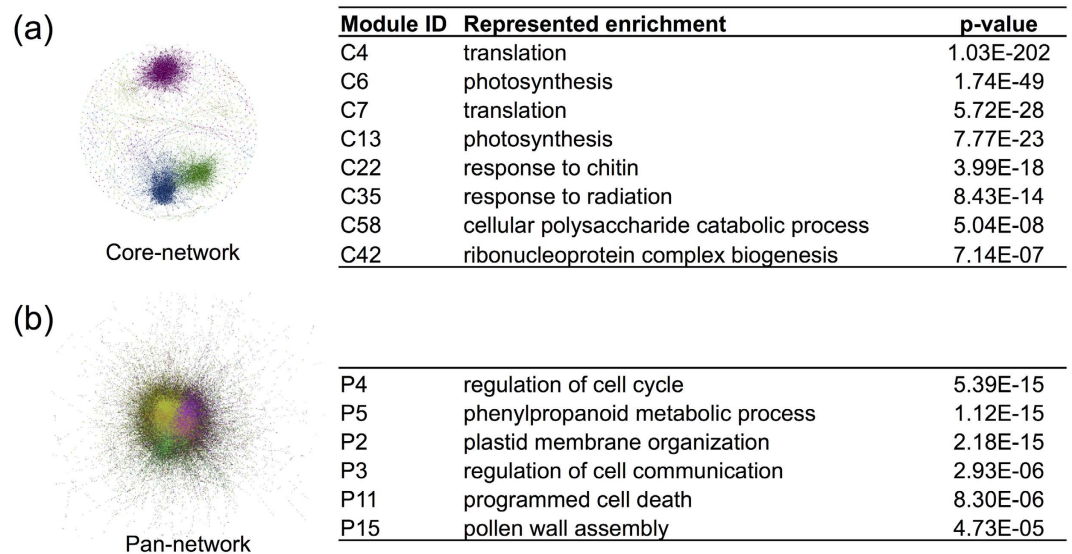 (a)
Module ID Represented enrichment p-value
C4 translation 1.03E-202
C6 photosynthesis 1.74E-49
C7 translation 5.72E-28
C13 photosynthesis 7.77E-23
C22 response to chitin 3.99E-18
C35 response to radiation 8.43E-14
C58 cellular polysaccharide catabolic process 5.04E-08
C42 ribonucleoprotein complex biogenesis 7.14E-07
Core-network
(b)
P4 regulation of cell cycle 5.39E-15
P5 phenylpropanoid metabolic process 1.12E-15
P2 plastid membrane organization 2.18E-15
P3 regulation of cell communication 2.93E-06
P11 programmed cell death 8.30E-06
P15 pollen wall assembly 4.73E-05
Pan-network